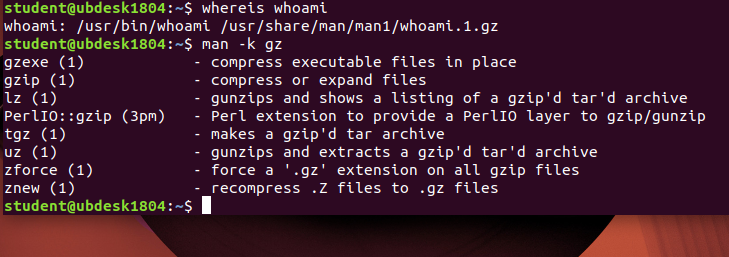 student@ubdesk1804:~$ whereis whoami
whoami: /usr/bin/whoami /usr/share/man/man1/whoami.1.gz
student@ubdesk1804:~$ man -k gz
gzexe (1)            - compress executable files in place
gzip (1)             - compress or expand files
lz (1)               - gunzips and shows a listing of a gzip'd tar'd archive
PerlIO::gzip (3pm)   - Perl extension to provide a PerlIO layer to gzip/gunzip
tgz (1)              - makes a gzip'd tar archive
uz (1)               - gunzips and extracts a gzip'd tar'd archive
zforce (1)           - force a '.gz' extension on all gzip files
znew (1)             - recompress .Z files to .gz files
student@ubdesk1804:~$